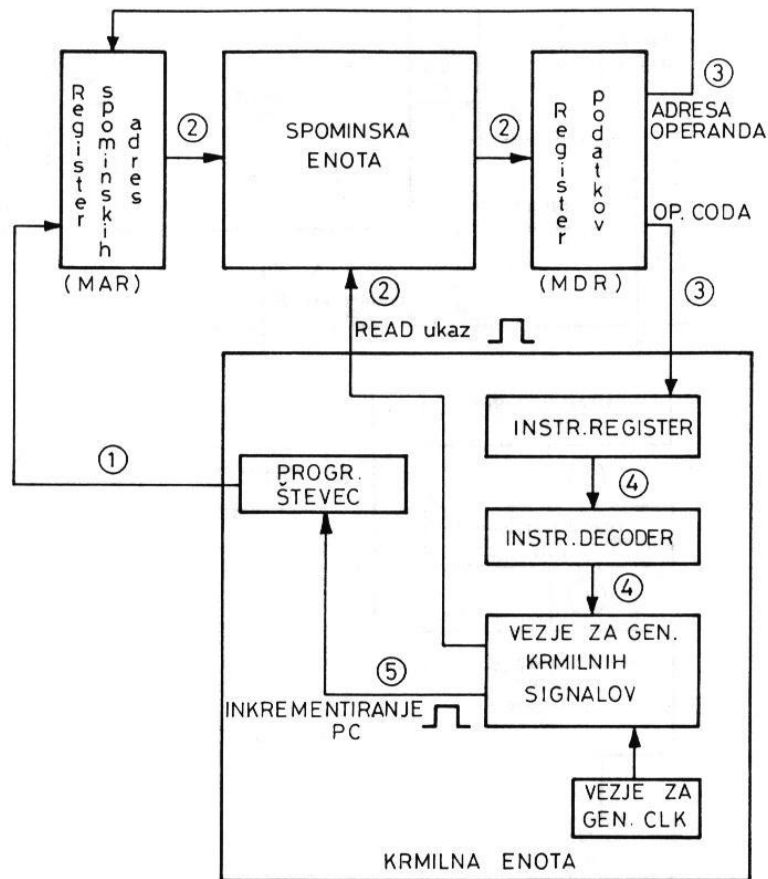 Register
spominskih
adres
(MAR)
②
SPOMINSKA
ENOTA
②
Register
podatkov
(MDR)
③
ADRESA
OPERANDA
OP. CODA
③
②
READ ukaz
INSTR.REGISTER
①
PROGR.
ŠTEVEC
④
INSTR.DECODER
④
VEZJE ZA GEN.
KRMILNIH
SIGNALOV
⑤
INKREMENTIRANJE
PC
VEZJE ZA
GEN. CLK
KRMILNA ENOTA